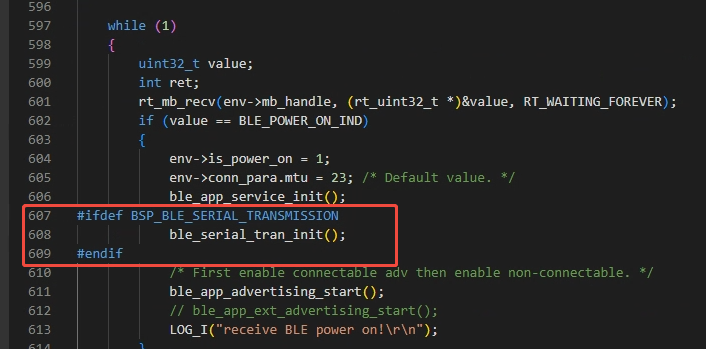 596
597 while (1)
598 {
599 uint32_t value;
600 int ret;
601 rt_mb_recv(env->mb_handle, (rt_uint32_t *)&value, RT_WAITING_FOREVER);
602 if (value == BLE_POWER_ON_IND)
603 {
604 env->is_power_on = 1;
605 env->conn_para.mtu = 23; /* Default value. */
606 ble_app_service_init();
607 #ifdef BSP_BLE_SERIAL_TRANSMISSION
608 ble_serial_tran_init();
609 #endif
610 /* First enable connectable adv then enable non-connectable. */
611 ble_app_advertising_start();
612 // ble_app_ext_advertising_start();
613 LOG_I("receive BLE power on!\r\n");
614 }